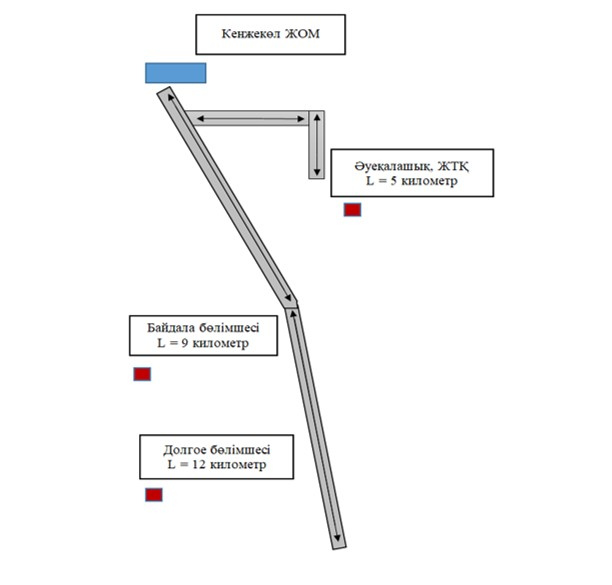 Кенжекөл ЖОМ
Әуеқалашық, ЖТҚ
L = 5 километр
Байдала бөлімшесі
L = 9 километр
Долгое бөлімшесі
L = 12 километр